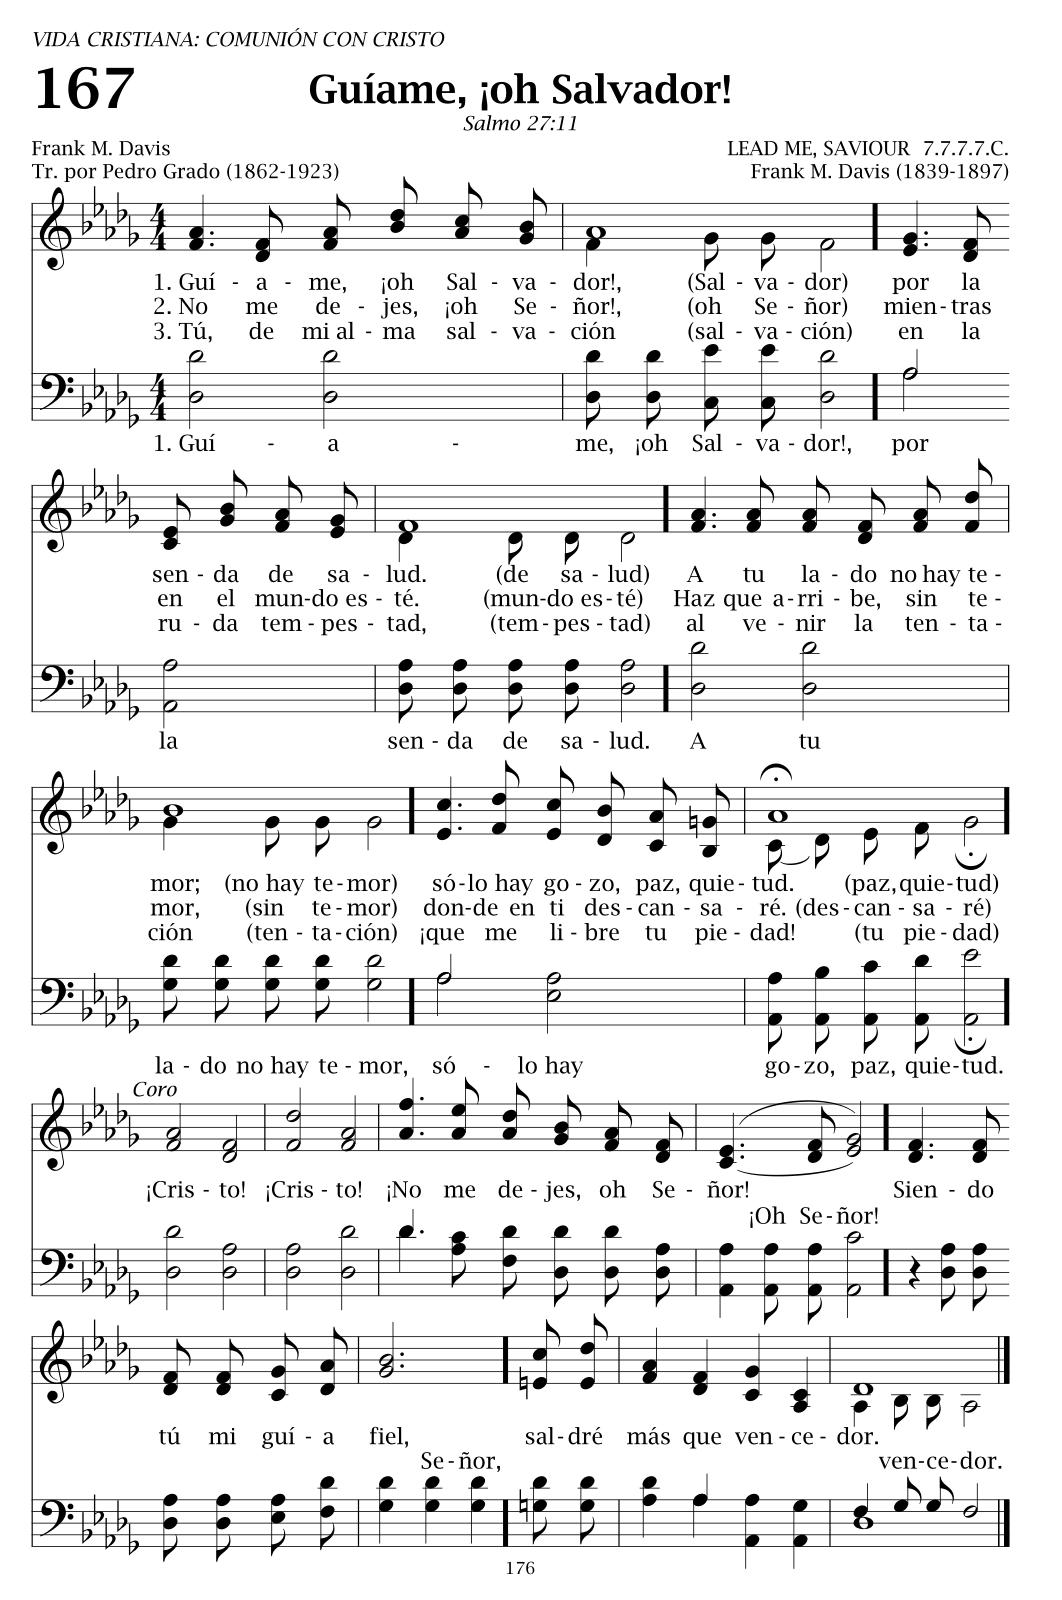 VIDA CRISTIANA: COMUNIÓN CON CRISTO
167
Guíame, ¡oh Salvador!
Salmo 27:11
Frank M. Davis
LEAD ME, SAVIOUR 7.7.7.7.C.
Tr. por Pedro Grado (1862-1923)
Frank M. Davis (1839-1897)
1. Guí - a - me, ¡oh Sal - va - dor!, (Sal - va - dor) por la
2. No me de - jes, ¡oh Se - ñor!, (oh Se - ñor) mien - tras
3. Tú, de mi al - ma sal - va - ción (sal - va - ción) en la
1. Guí - a - me, ¡oh Sal - va - dor!, por
sen - da de sa - lud. (de sa - lud) A tu la - do no hay te -
en el mun-do es - té. (mun-do es - té) Haz que a - rri - be, sin te -
ru - da tem - pes - tad, (tem - pes - tad) al ve - nir la ten - ta -
la sen - da de sa - lud. A tu
mor; (no hay te - mor) só - lo hay go - zo, paz, quie - tud. (paz, quie - tud)
mor, (sin te - mor) don-de en ti des - can - sa - ré. (des - can - sa - ré)
ción (ten - ta - ción) ¡que me li - bre tu pie - dad! (tu pie - dad)
la - do no hay te - mor, só - lo hay go - zo, paz, quie - tud.
Coro
¡Cris - to! ¡Cris - to! ¡No me de - jes, oh Se - ñor! Sien - do
¡Oh Se - ñor!
tú mi guí - a fiel, sal - dré más que ven - ce - dor.
Se - ñor, ven - ce - dor.
176